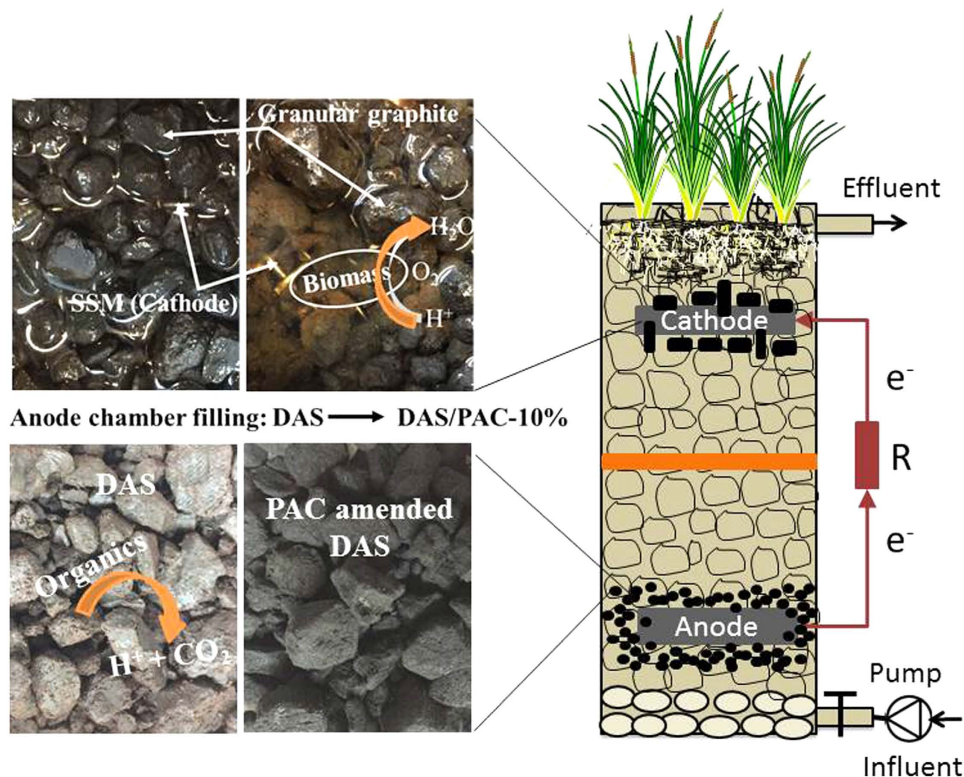 Granular graphite
H₂O
Biomass
O₂
SSM (Cathode)
H⁺
Anode chamber filling: DAS → DAS/PAC-10%
DAS
Organics
H⁺ + CO₂
PAC amended
DAS
Effluent
Cathode
e⁻
R
e⁻
Anode
Pump
Influent